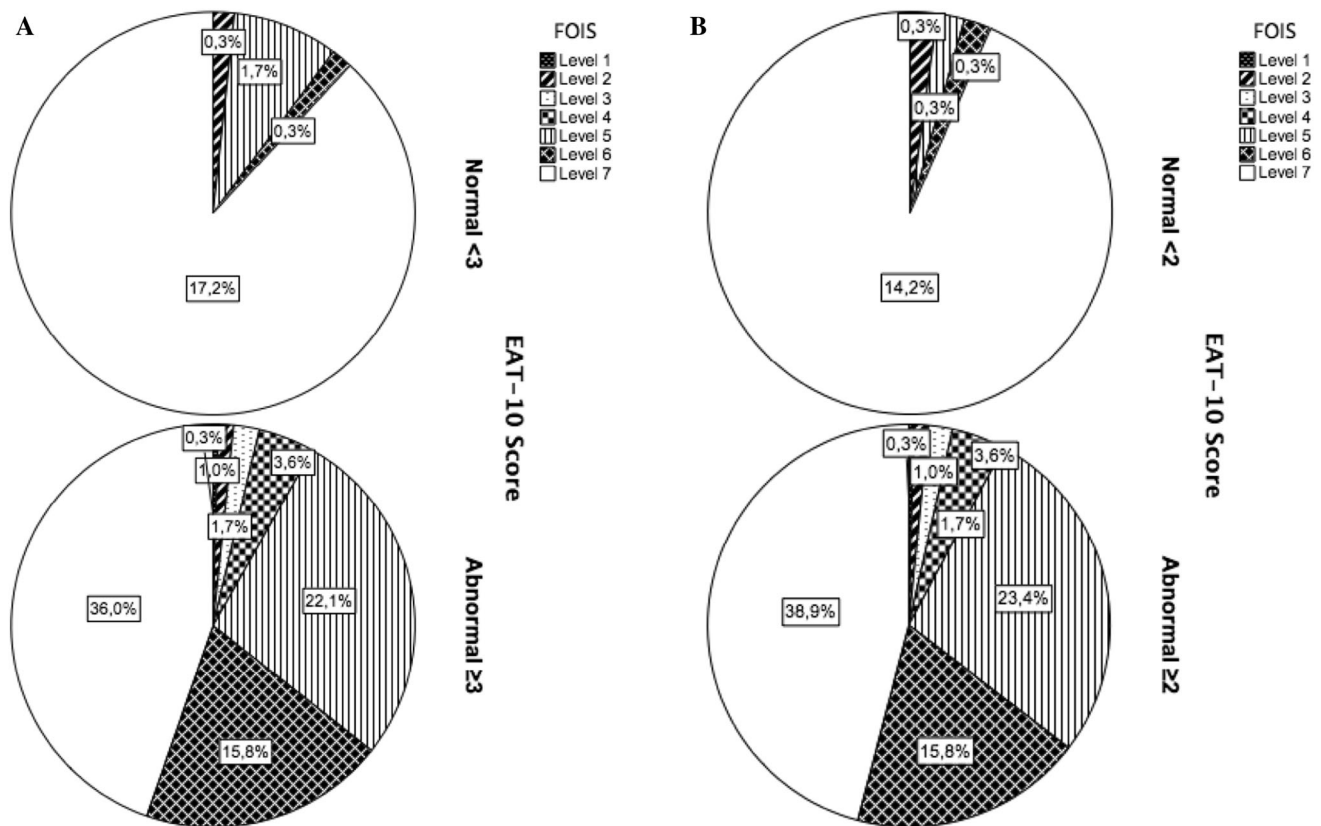 A
0,3%
1,7%
0,3%
17,2%
FOIS
Level 1
Level 2
Level 3
Level 4
Level 5
Level 6
Level 7
Normal <3
EAT-10 Score
0,3%
1,0%
3,6%
1,7%
36,0%
22,1%
15,8%
Abnormal ≥3
B
0,3%
0,3%
0,3%
14,2%
FOIS
Level 1
Level 2
Level 3
Level 4
Level 5
Level 6
Level 7
Normal <2
EAT-10 Score
0,3%
1,0%
3,6%
1,7%
38,9%
23,4%
15,8%
Abnormal ≥2